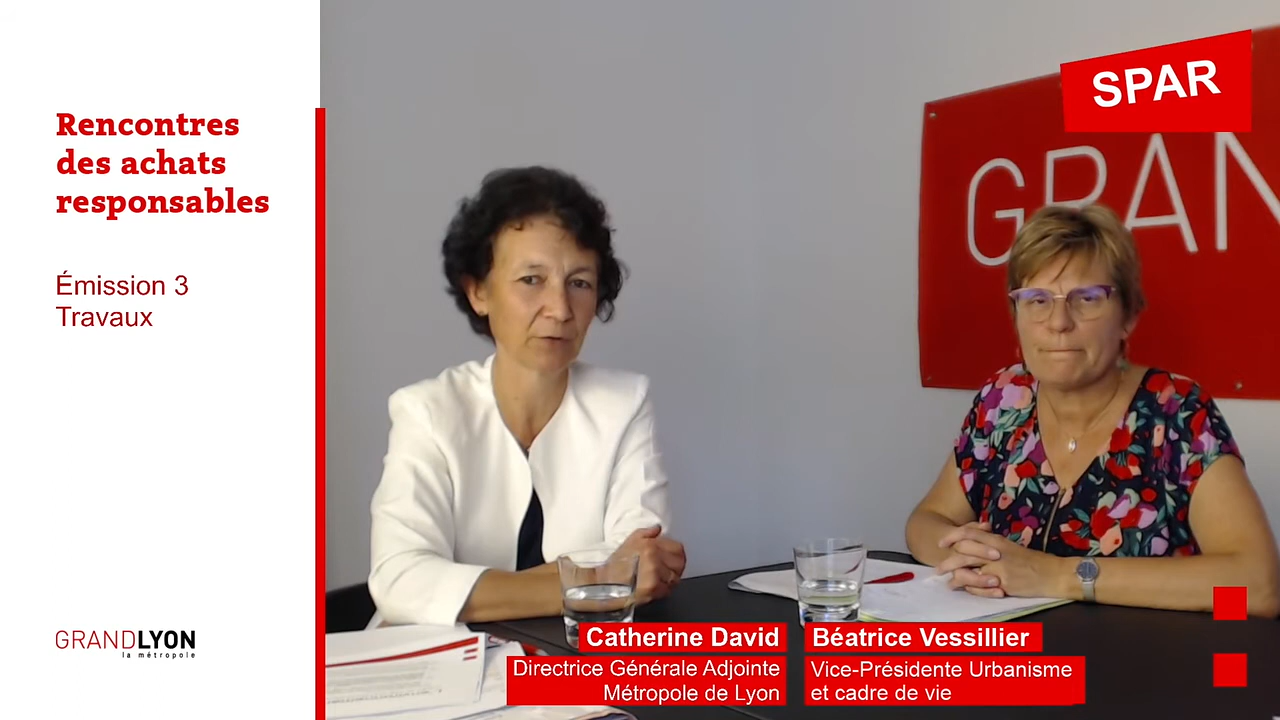 Rencontres
des achats
responsables
Émission 3
Travaux
GRANDLYON
la métropole
SPAR
GRAN
Catherine David
Directrice Générale Adjointe
Métropole de Lyon
Béatrice Vessillier
Vice-Présidente Urbanisme
et cadre de vie